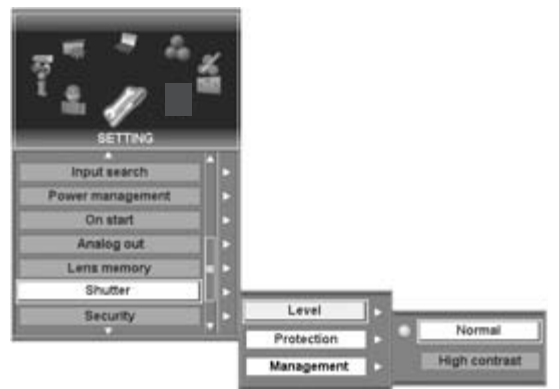 SETTING
Input search
Power management
On start
Analog out
Lens memory
Shutter
Security
Level
Protection
Management
Normal
High contrast